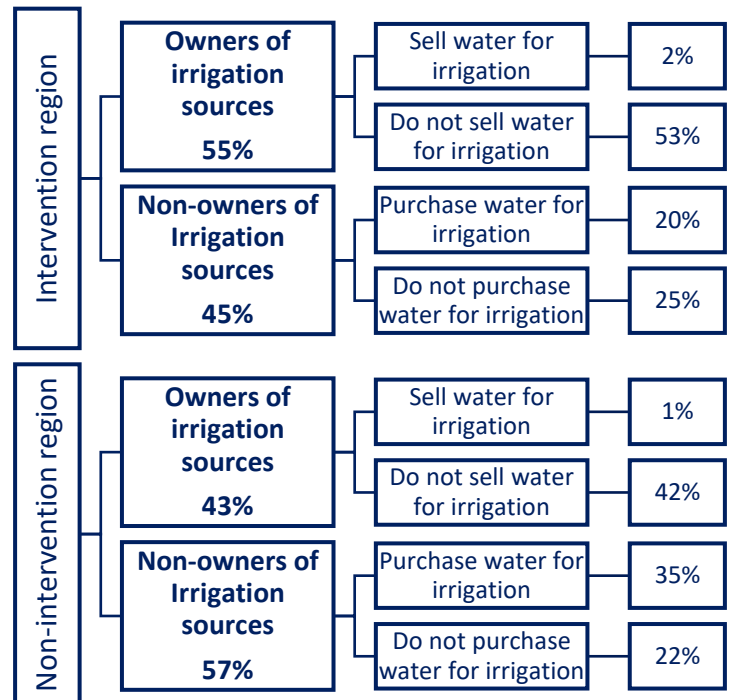 Intervention region
Owners of
irrigation
sources
55%
Sell water for
irrigation
2%
Do not sell water
for irrigation
53%
Non-owners of
Irrigation
sources
45%
Purchase water for
irrigation
20%
Do not purchase
water for irrigation
25%
Non-intervention region
Owners of
irrigation
sources
43%
Sell water for
irrigation
1%
Do not sell water
for irrigation
42%
Non-owners of
Irrigation
sources
57%
Purchase water for
irrigation
35%
Do not purchase
water for irrigation
22%